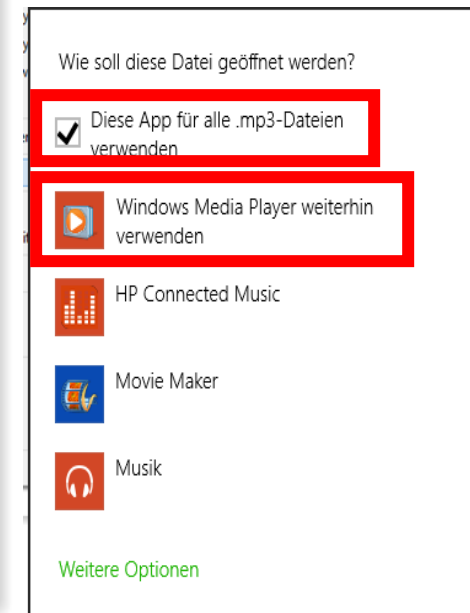 Wie soll diese Datei geöffnet werden?
Diese App für alle .mp3-Dateien
verwenden
Windows Media Player weiterhin
verwenden
HP Connected Music
Movie Maker
Musik
Weitere Optionen